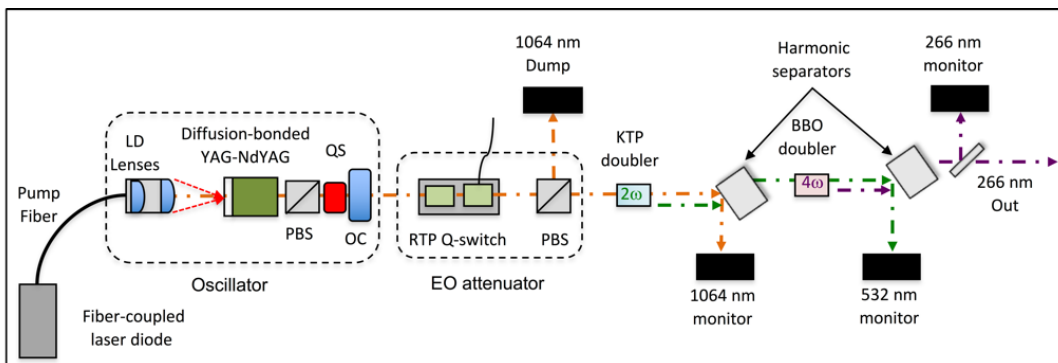 1064 nm
Dump
Harmonic
separators
266 nm
monitor
LD
Lenses
Diffusion-bonded
YAG-NdYAG
QS
KTP
doubler
BBO
doubler
Pump
Fiber
2ω
4ω
266 nm
Out
PBS
OC
RTP Q-switch
PBS
Oscillator
EO attenuator
1064 nm
monitor
532 nm
monitor
Fiber-coupled
laser diode